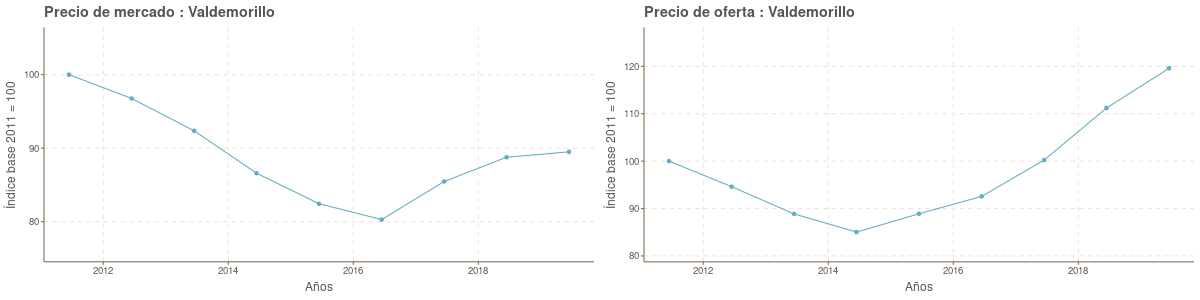 Precio de mercado : Valdemorillo
Índice base 2011 = 100
100
90
80
2012
2014
2016
2018
Años
Precio de oferta : Valdemorillo
Índice base 2011 = 100
120
110
100
90
80
2012
2014
2016
2018
Años